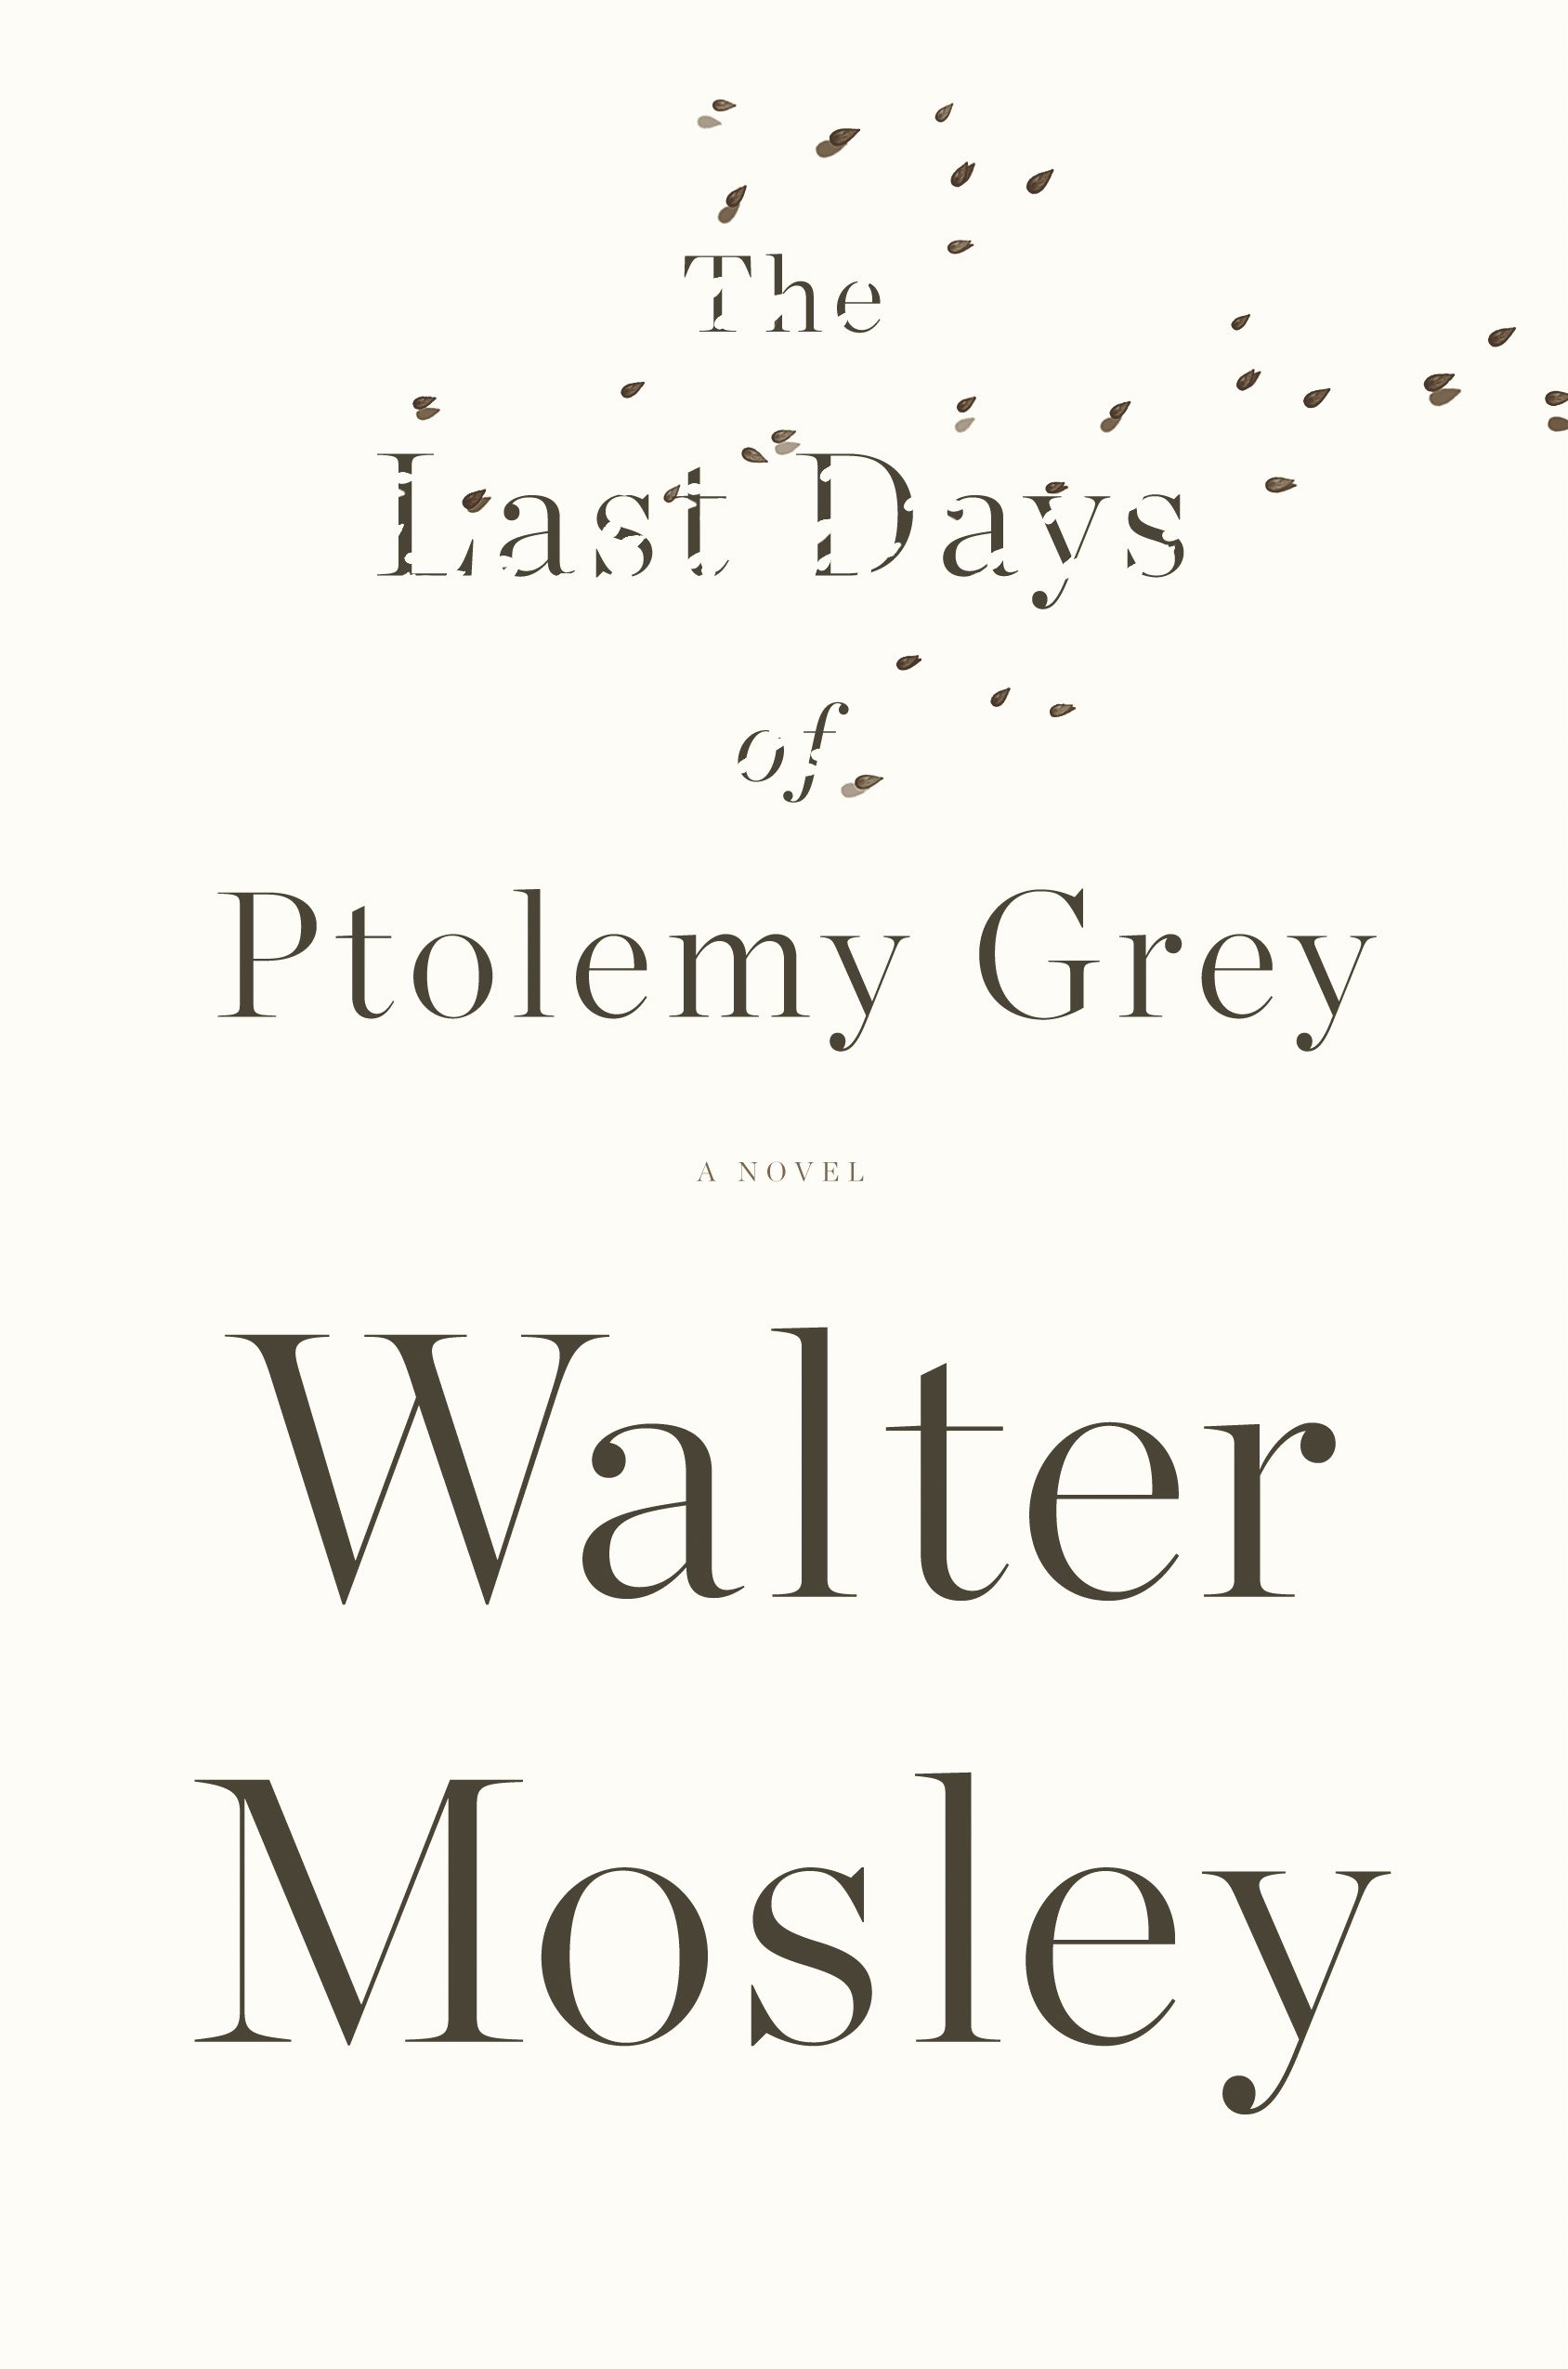 The
Last Days
of
Ptolemy Grey
A NOVEL
Walter
Mosley